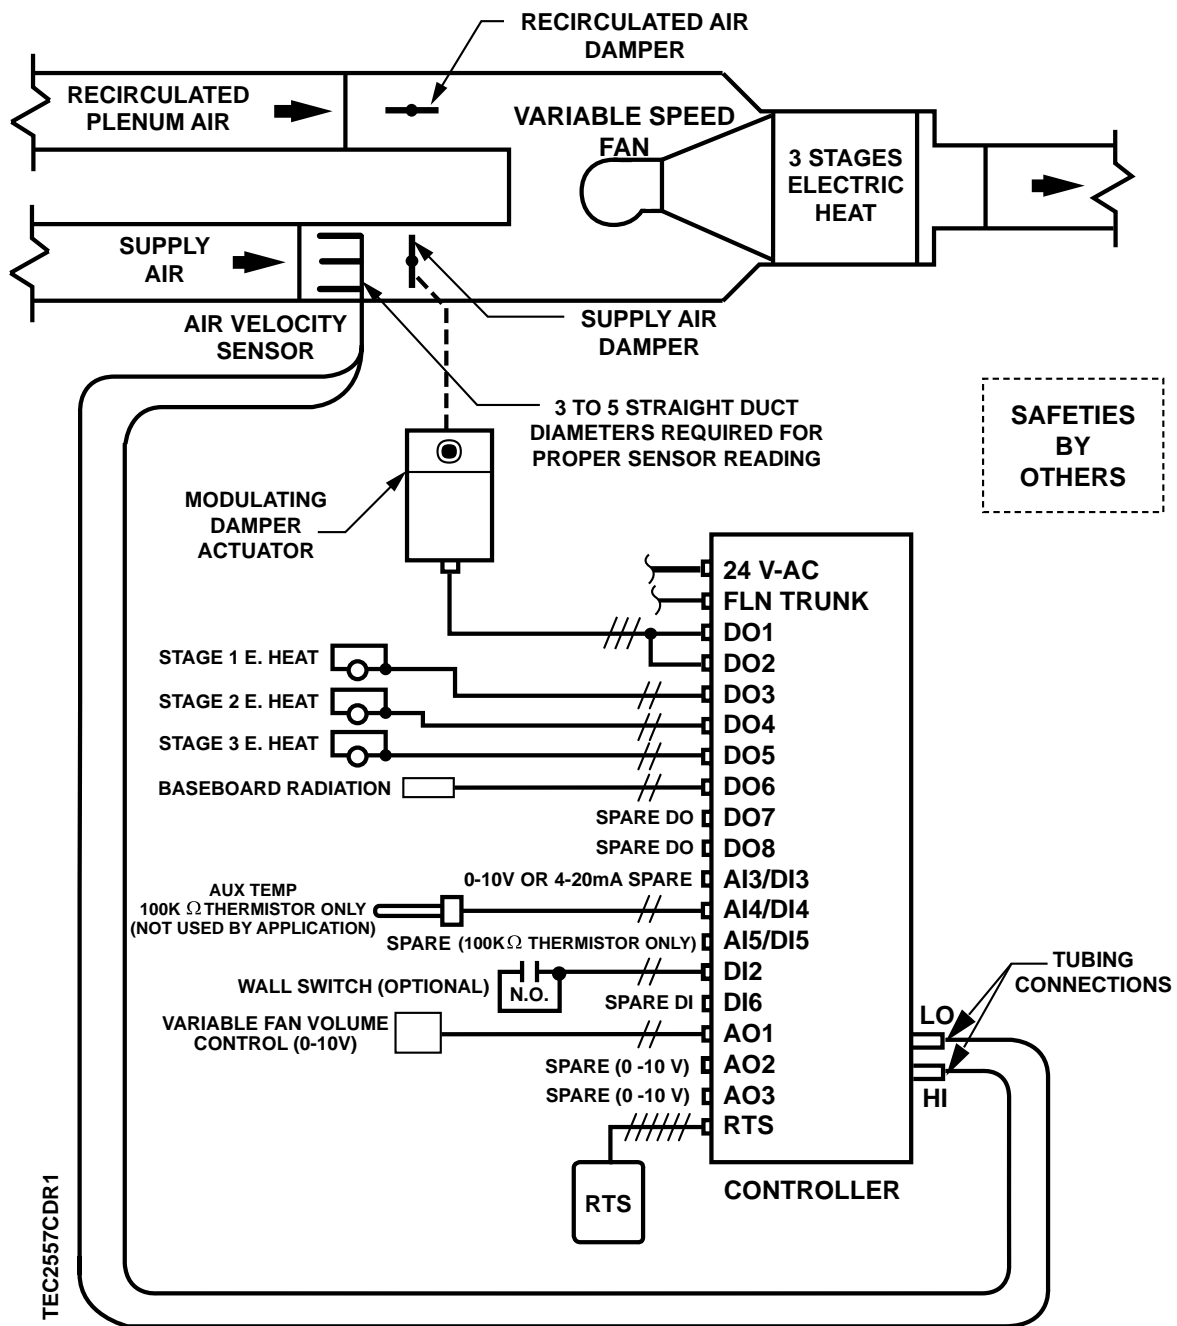 RECIRCULATED AIR
DAMPER
RECIRCULATED
PLENUM AIR
VARIABLE SPEED
FAN
3 STAGES
ELECTRIC
HEAT
SUPPLY
AIR
AIR VELOCITY
SENSOR
SUPPLY AIR
DAMPER
3 TO 5 STRAIGHT DUCT
DIAMETERS REQUIRED FOR
PROPER SENSOR READING
SAFETIES
BY
OTHERS
MODULATING
DAMPER
ACTUATOR
24 V-AC
FLN TRUNK
DO1
DO2
STAGE 1 E. HEAT
DO3
STAGE 2 E. HEAT
DO4
STAGE 3 E. HEAT
DO5
BASEBOARD RADIATION
DO6
SPARE DO
DO7
SPARE DO
DO8
0-10V OR 4-20mA SPARE
AI3/DI3
AUX TEMP
100K Ω THERMISTOR ONLY
(NOT USED BY APPLICATION)
AI4/DI4
SPARE (100KΩ THERMISTOR ONLY)
AI5/DI5
WALL SWITCH (OPTIONAL)
N.O.
DI2
SPARE DI
DI6
VARIABLE FAN VOLUME
CONTROL (0-10V)
AO1
SPARE (0 -10 V)
AO2
SPARE (0 -10 V)
AO3
RTS
RTS
CONTROLLER
TUBING
CONNECTIONS
LO
HI
TEC2557CDR1